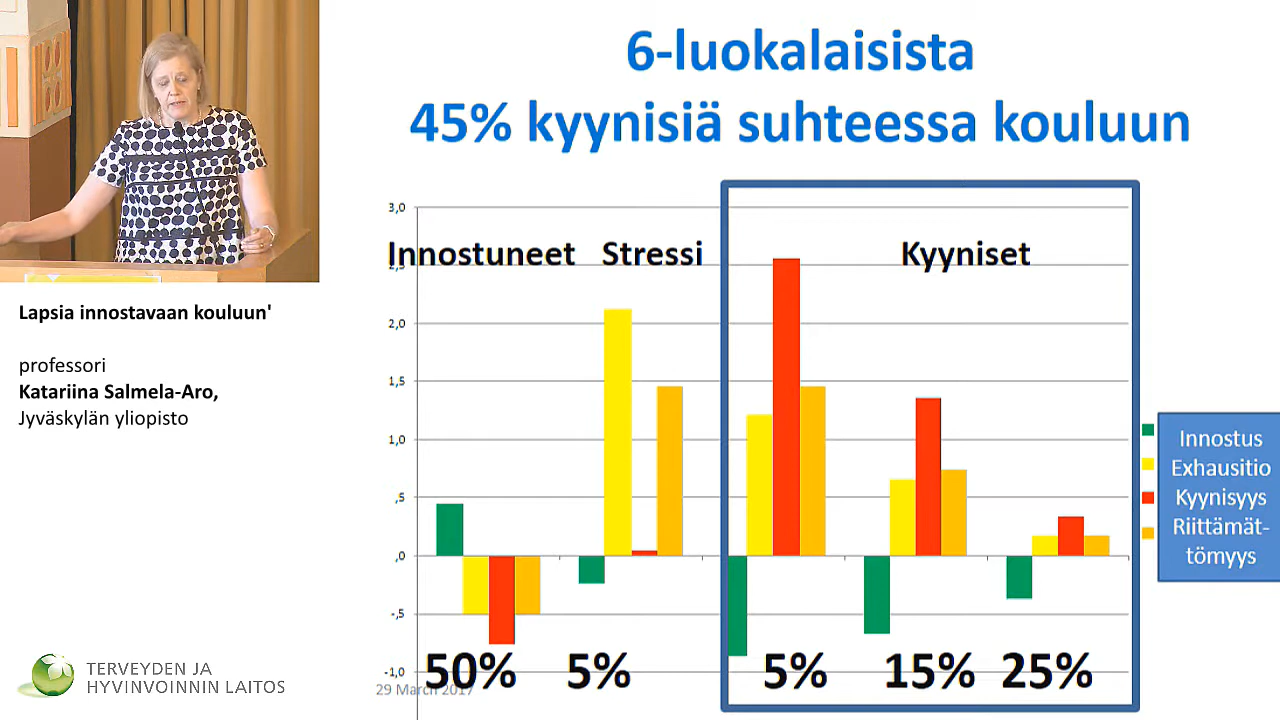 6-luokalaisista
45% kyynisiä suhteessa kouluun
3,0
Innostuneet Stressi Kyyniset
2,5
2,0
1,5
1,0
,5
,0
-,5
-1,0
50% 5% 5% 15% 25%
29 March 2017
Innostus
Exhausitio
Kyynisyys
Riittämät-
tömyys
Lapsia innostavaan kouluun'
professori
Katariina Salmela-Aro,
Jyväskylän yliopisto
TERVEYDEN JA
HYVINVOINNIN LAITOS